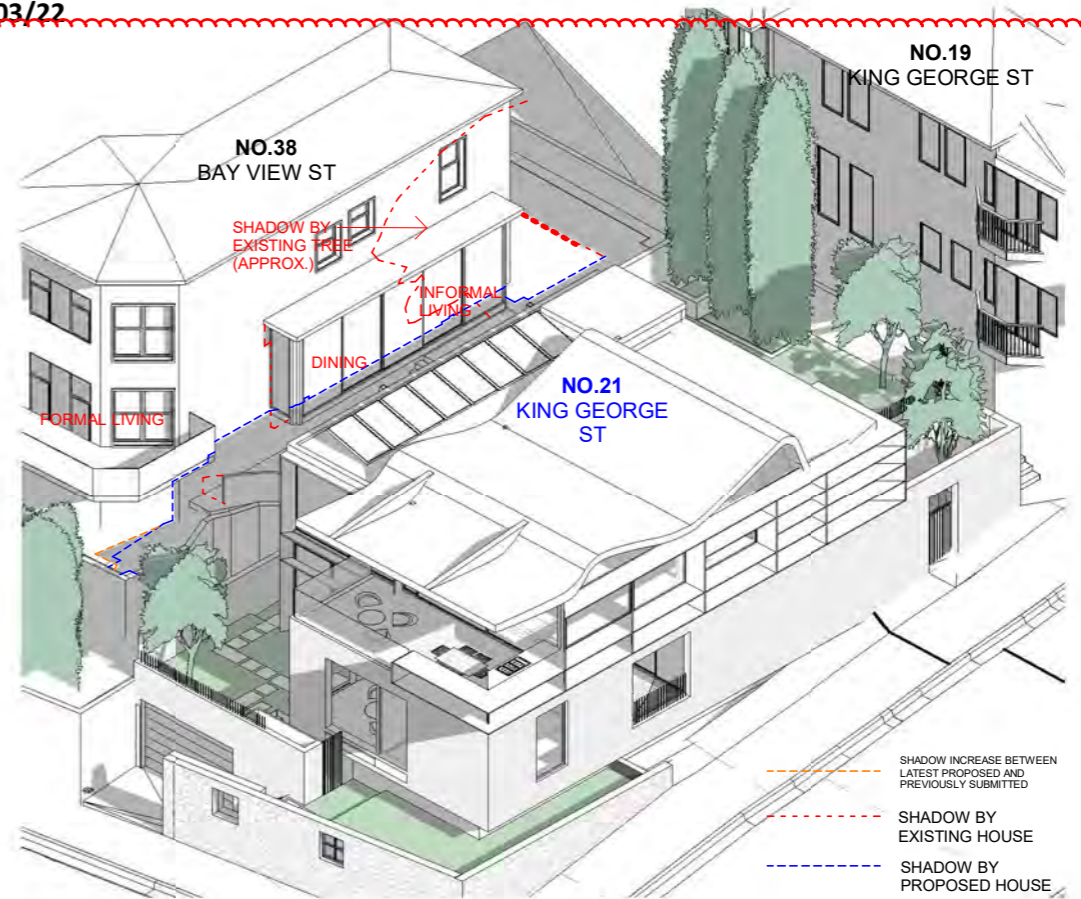 03/22
NO.19
KING GEORGE ST
NO.38
BAY VIEW ST
SHADOW BY
EXISTING TREE
(APPROX.)
INFORMAL
LIVING
DINING
FORMAL LIVING
NO.21
KING GEORGE
ST
SHADOW INCREASE BETWEEN
LATEST PROPOSED AND
PREVIOUSLY SUBMITTED
SHADOW BY
EXISTING HOUSE
SHADOW BY
PROPOSED HOUSE